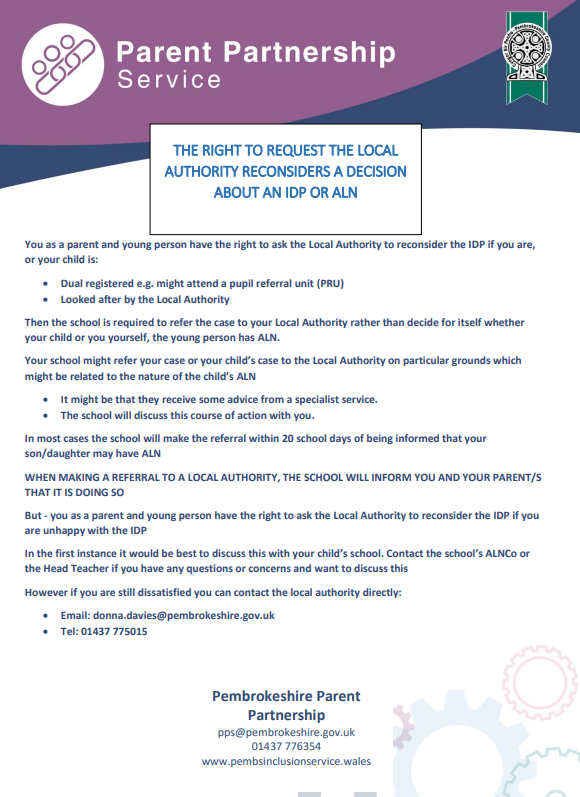 Parent Partnership
Service
THE RIGHT TO REQUEST THE LOCAL
AUTHORITY RECONSIDERS A DECISION
ABOUT AN IDP OR ALN
You as a parent and young person have the right to ask the Local Authority to reconsider the IDP if you are,
or your child is:
• Dual registered e.g. might attend a pupil referral unit (PRU)
• Looked after by the Local Authority
Then the school is required to refer the case to your Local Authority rather than decide for itself whether
your child or you yourself, the young person has ALN.
Your school might refer your case or your child's case to the Local Authority on particular grounds which
might be related to the nature of the child's ALN
• It might be that they receive some advice from a specialist service.
• The school will discuss this course of action with you.
In most cases the school will make the referral within 20 school days of being informed that your
son/daughter may have ALN
WHEN MAKING A REFERRAL TO A LOCAL AUTHORITY, THE SCHOOL WILL INFORM YOU AND YOUR PARENT/S
THAT IT IS DOING SO
But - you as a parent and young person have the right to ask the Local Authority to reconsider the IDP if you
are unhappy with the IDP
In the first instance it would be best to discuss this with your child's school. Contact the school's ALNCo or
the Head Teacher if you have any questions or concerns and want to discuss this
However if you are still dissatisfied you can contact the local authority directly:
• Email: donna.davies@pembrokeshire.gov.uk
• Tel: 01437 775015
Pembrokeshire Parent
Partnership
pps@pembrokeshire.gov.uk
01437 776354
www.pembsinclusionservice.wales